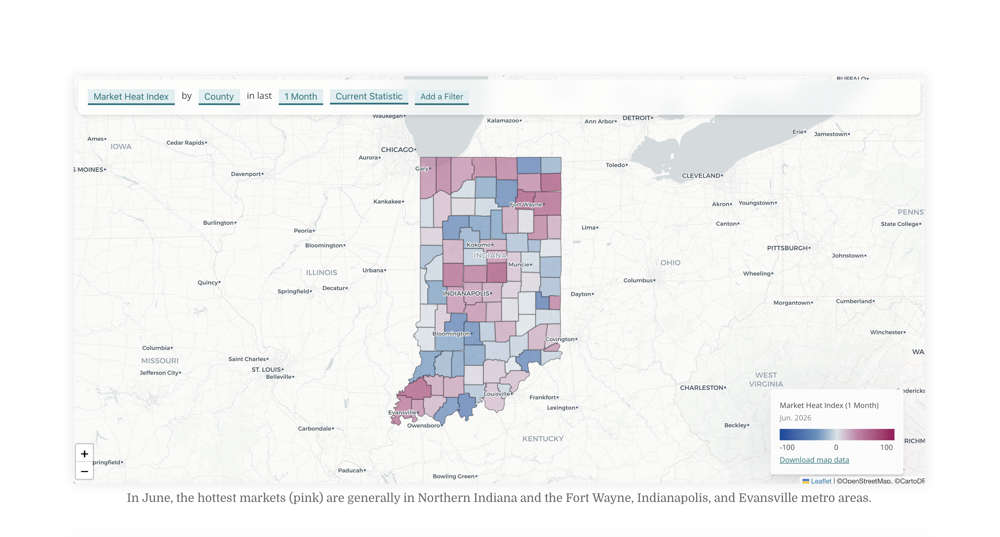 BUFFALO
Market Heat Index by County in last 1 Month Current Statistic Add a Filter
Waukegan
Kalamazoo
Ann Arbor
DETROIT
Erie
Jamestown
Ames
Cedar Rapids
IOWA
CHICAGO
Aurora
Gary
Toledo
S MOINES
Davenport
CLEVELAND
Kankakee
Fort Wayne
Akron
Youngstown
PENNSY
Burlington
Lima
Canton
State College
Peoria
Bloomington
Kokomo
PITTSBURGH
INDIANA
Johnstown
Muncie
OHIO
Urbana
ILLINOIS
Wheeling
Quincy
Columbus
Springfield
Decatur
INDIANAPOLIS
Dayton
Morgantown
Cumberland
Bloomington
Winchester
Covington
Columbia
MISSOURI
Saint Charles
WA
ST. LOUIS
Jefferson City
Belleville
WEST
VIRGINIA
CHARLESTON
edericks
Louisville
Frankfort
Lexington
Evansville
Owensboro
Carbondale
Beckley
KENTUCKY
RICHM
pringfield
Paducah
Bowling Green
+
−
Market Heat Index (1 Month)
Jun. 2026
-100 0 100
Download map data
Leaflet | ©OpenStreetMap, ©CartoDB
In June, the hottest markets (pink) are generally in Northern Indiana and the Fort Wayne, Indianapolis, and Evansville metro areas.